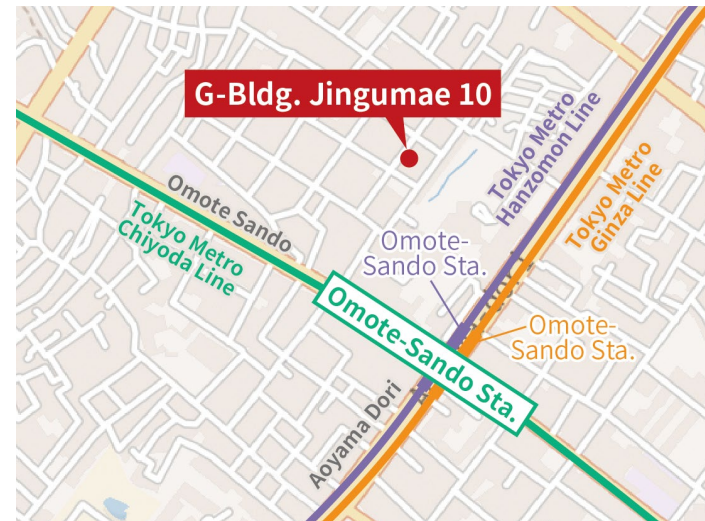 G-Bldg. Jingumae 10
Tokyo Metro
Hanzomon Line
Tokyo Metro
Ginza Line
Omote Sando
Tokyo Metro
Chiyoda Line
Omote-
Sando Sta.
Omote-Sando Sta.
Omote-
Sando Sta.
Aoyama Dori